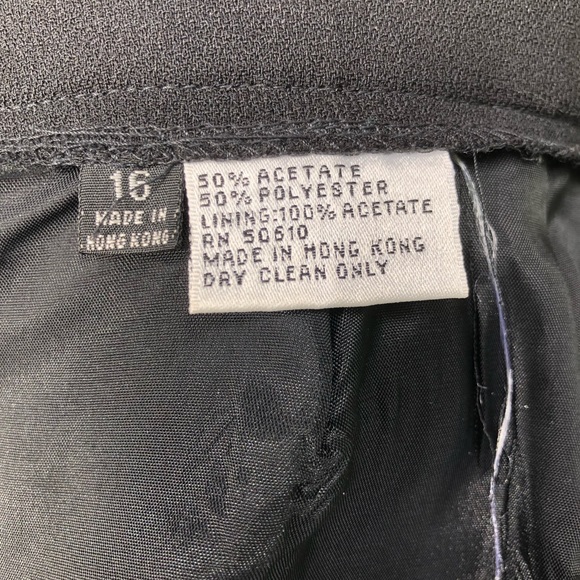 16
MADE IN
HONG KONG
50% ACETATE
50% POLYESTER
LINING:100% ACETATE
RN 50610
MADE IN HONG KONG
DRY CLEAN ONLY